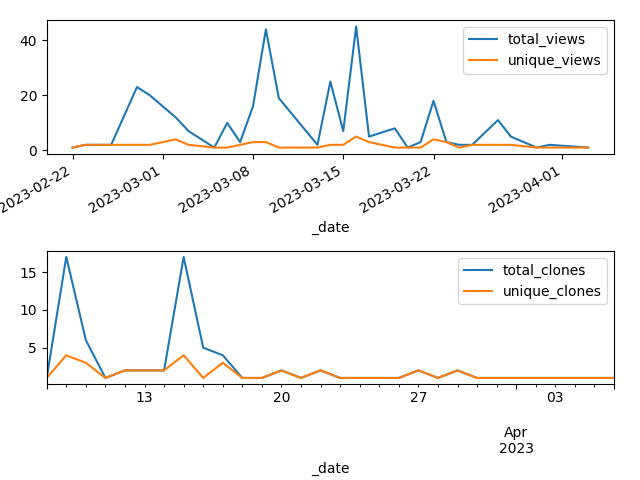 40
20
0
total_views
unique_views
2023-02-22
2023-03-01
2023-03-08
2023-03-15
2023-03-22
2023-04-01
_date
15
10
5
total_clones
unique_clones
13
20
27
03
Apr
2023
_date